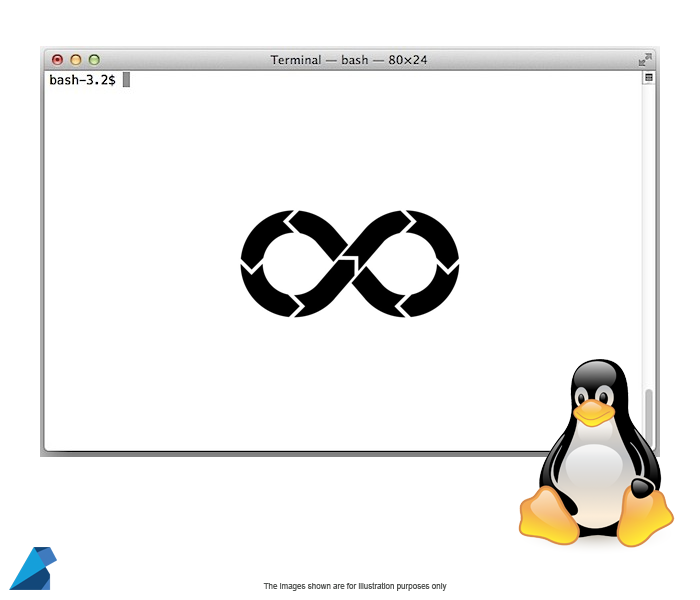 Terminal — bash — 80×24
bash-3.2$
The images shown are for illustration purposes only